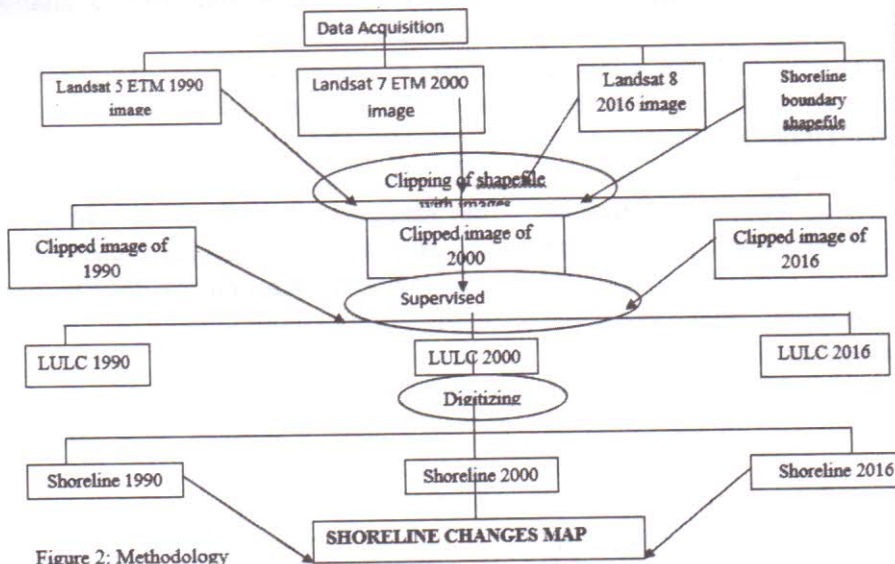 Data Acquisition
Landsat 5 ETM 1990
image
Landsat 7 ETM 2000
image
Landsat 8
2016 image
Shoreline
boundary
shapefile
Clipping of shapefile
with images
Clipped image of
1990
Clipped image of
2000
Clipped image of
2016
Supervised
LULC 1990
LULC 2000
LULC 2016
Digitizing
Shoreline 1990
Shoreline 2000
Shoreline 2016
SHORELINE CHANGES MAP
Figure 2: Methodology